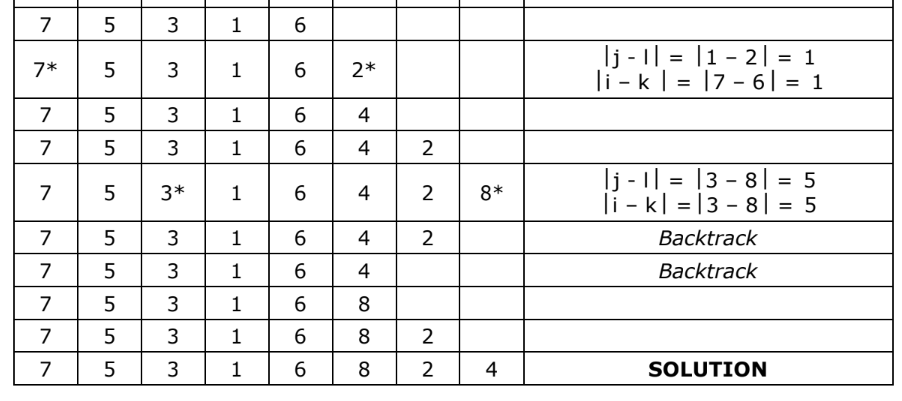 7 5 3 1 6
7* 5 3 1 6 2* |j - l| = |1 – 2| = 1
|i – k | = |7 – 6| = 1
7 5 3 1 6 4
7 5 3 1 6 4 2
7 5 3* 1 6 4 2 8* |j - l| = |3 – 8| = 5
|i – k| =|3 – 8| = 5
7 5 3 1 6 4 2 Backtrack
7 5 3 1 6 4 Backtrack
7 5 3 1 6 8
7 5 3 1 6 8 2
7 5 3 1 6 8 2 4 SOLUTION